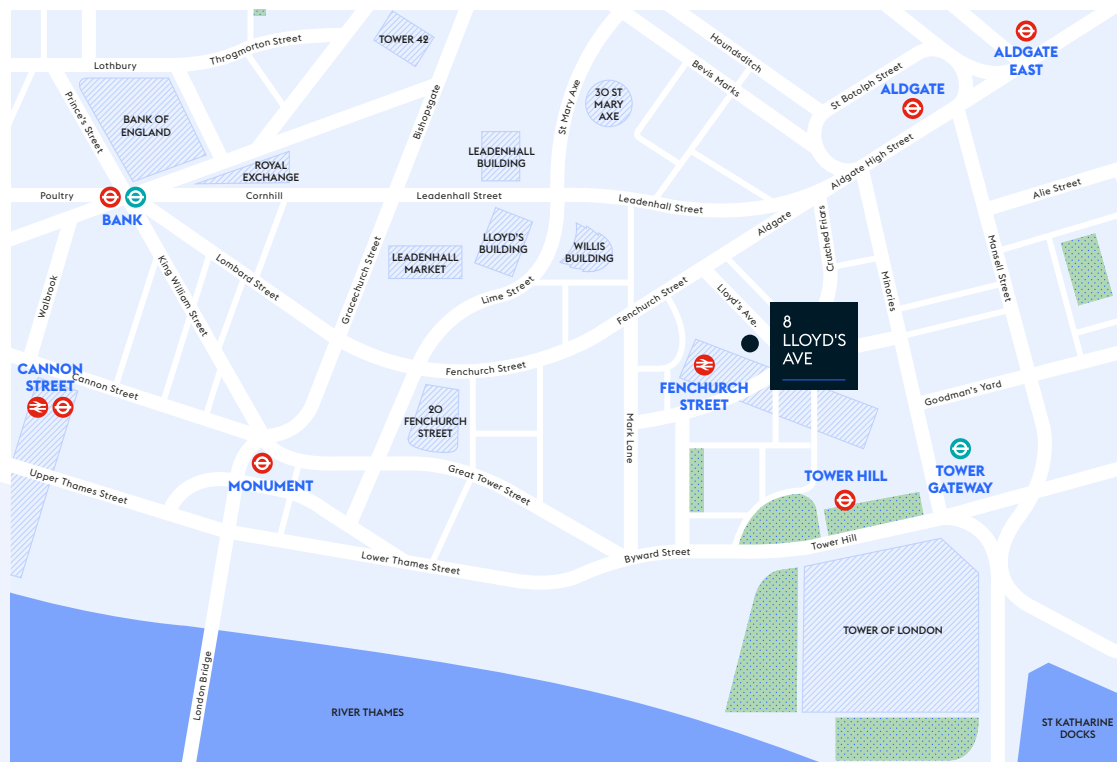 TOWER 42
Throgmorton Street
Lothbury
Houndsditch
ALDGATE
EAST
Bevis Marks
St Botolph Street
ALDGATE
Prince's Street
BANK OF
ENGLAND
Bishopsgate
St Mary Axe
30 ST
MARY
AXE
LEADENHALL
BUILDING
ROYAL
EXCHANGE
Aldgate High Street
Poultry
Cornhill
Leadenhall Street
Leadenhall Street
Alie Street
BANK
Aldgate
Crutched Friars
LLOYD'S
BUILDING
WILLIS
BUILDING
LEADENHALL
MARKET
Gracechurch Street
Lombard Street
King William Street
Walbrook
Lime Street
Fenchurch Street
Lloyd's Ave.
Minories
Mansell Street
8
LLOYD'S
AVE
CANNON
STREET
Cannon Street
Fenchurch Street
FENCHURCH
STREET
Goodman's Yard
20
FENCHURCH
STREET
Mark Lane
MONUMENT
Upper Thames Street
Great Tower Street
TOWER HILL
TOWER
GATEWAY
Lower Thames Street
Byward Street
Tower Hill
TOWER OF LONDON
London Bridge
RIVER THAMES
ST KATHARINE
DOCKS